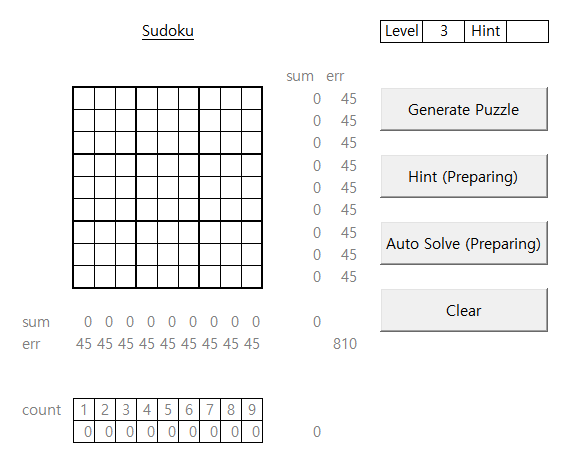 Sudoku
Level 3 Hint
sum err
0 45
Generate Puzzle
0 45
0 45
0 45
Hint (Preparing)
0 45
0 45
0 45
Auto Solve (Preparing)
0 45
0 45
Clear
sum 0 0 0 0 0 0 0 0 0 0
err 45 45 45 45 45 45 45 45 45 810
count 1 2 3 4 5 6 7 8 9
0 0 0 0 0 0 0 0 0 0